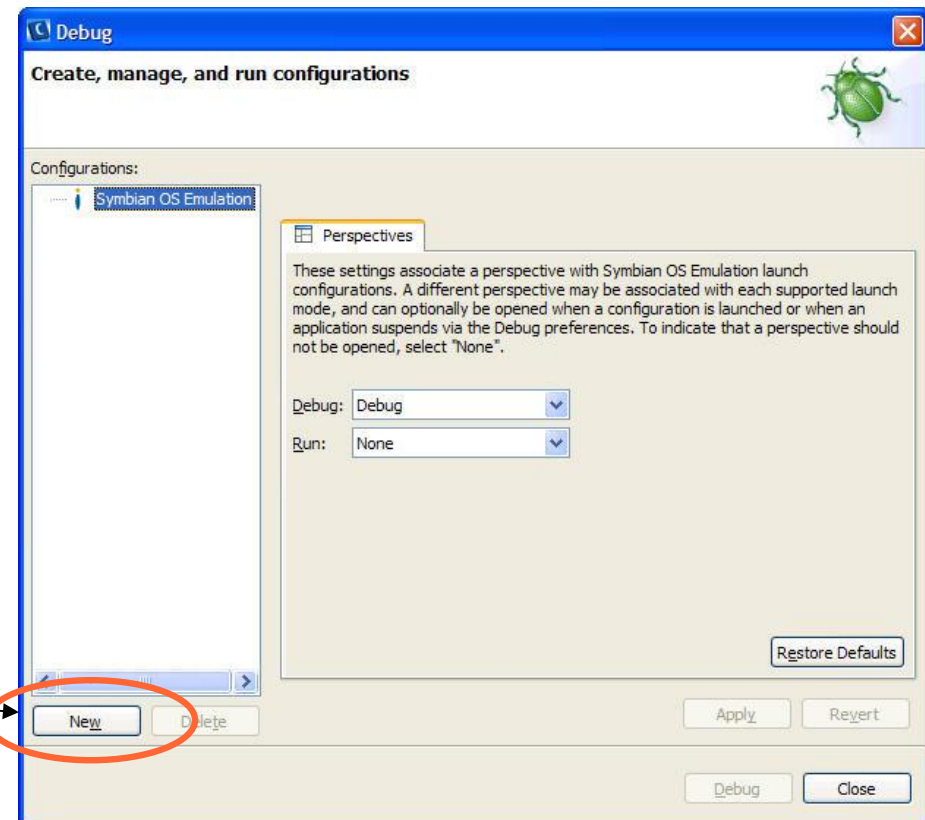 Debug
Create, manage, and run configurations
Configurations:
Symbian OS Emulation
Perspectives
These settings associate a perspective with Symbian OS Emulation launch
configurations. A different perspective may be associated with each supported launch
mode, and can optionally be opened when a configuration is launched or when an
application suspends via the Debug preferences. To indicate that a perspective should
not be opened, select "None".
Debug: Debug
Run: None
Restore Defaults
New Delete Apply Revert
Debug Close